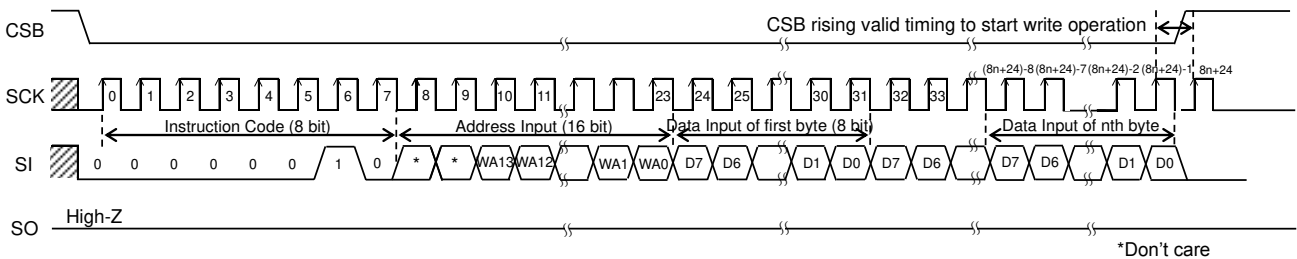 CSB
CSB rising valid timing to start write operation
(8n+24)-8 (8n+24)-7 (8n+24)-2 (8n+24)-1 8n+24
SCK
0 1 2 3 4 5 6 7 8 9 10 11 23 24 25 30 31 32 33
Instruction Code (8 bit) Address Input (16 bit) Data Input of first byte (8 bit) Data Input of nth byte
SI
0 0 0 0 0 0 1 0 * * WA13 WA12 WA1 WA0 D7 D6 D1 D0 D7 D6 D7 D6 D1 D0
High-Z
SO
*Don't care